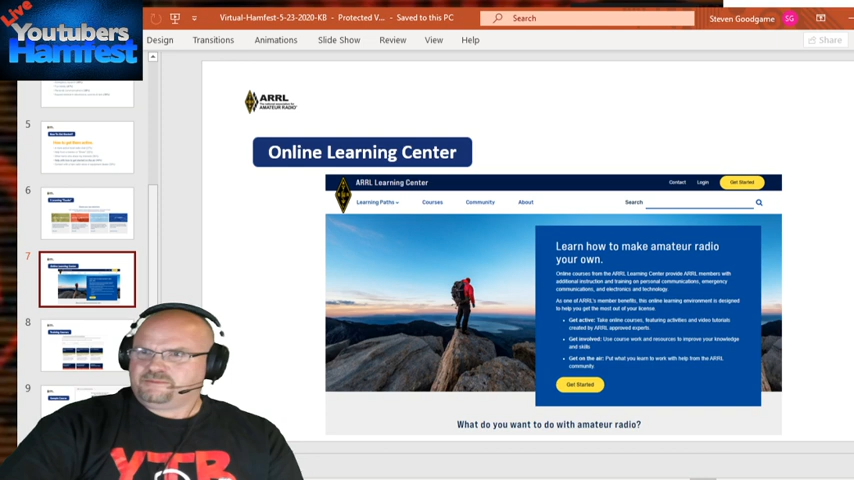 Live
Youtubers
Hamfest
Virtual-Hamfest-5-23-2020-KB - Protected V... - Saved to this PC
Search
Steven Goodgame
SG
Design
Transitions
Animations
Slide Show
Review
View
Help
Share
5
6
7
8
9
ARRL
AMATEUR RADIO
Online Learning Center
ARRL Learning Center
Contact
Login
Get Started
Learning Paths
Courses
Community
About
Search
Learn how to make amateur radio
your own.
Online courses from the ARRL Learning Center provide ARRL members with
additional instruction and training on personal communications, emergency
communications, and electronics and technology.
As one of ARRL's member benefits, this online learning environment is designed
to help you get the most out of your license.
Get active: Take online courses, featuring activities and video tutorials
created by ARRL approved experts.
Get involved: Use course work and resources to improve your knowledge
and skills
Get on the air: Put what you learn to work with help from the ARRL
community.
Get Started
What do you want to do with amateur radio?
YTR